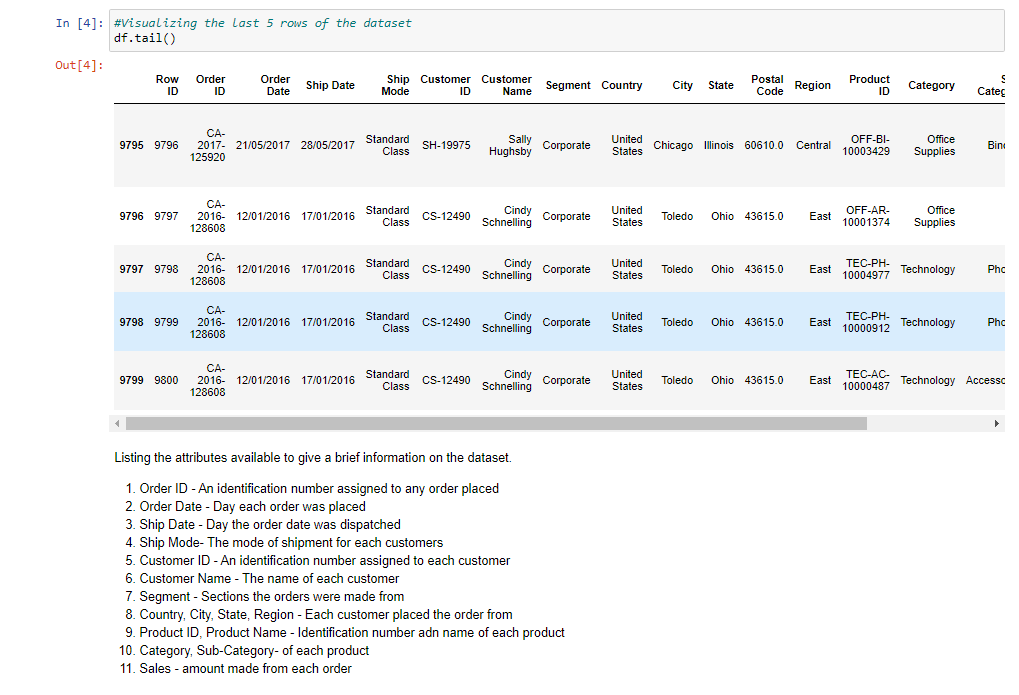 In [4]: #Visualizing the last 5 rows of the dataset
df.tail()
Out[4]:
Row ID Order ID Order Date Ship Date Ship Mode Customer ID Customer Name Segment Country City State Postal Code Region Product ID Category
9795 9796 CA-2017-125920 21/05/2017 28/05/2017 Standard Class SH-19975 Sally Hughsby Corporate United States Chicago Illinois 60610.0 Central OFF-BI-10003429 Office Supplies
9796 9797 CA-2016-128608 12/01/2016 17/01/2016 Standard Class CS-12490 Cindy Schnelling Corporate United States Toledo Ohio 43615.0 East OFF-AR-10001374 Office Supplies
9797 9798 CA-2016-128608 12/01/2016 17/01/2016 Standard Class CS-12490 Cindy Schnelling Corporate United States Toledo Ohio 43615.0 East TEC-PH-10004977 Technology
9798 9799 CA-2016-128608 12/01/2016 17/01/2016 Standard Class CS-12490 Cindy Schnelling Corporate United States Toledo Ohio 43615.0 East TEC-PH-10000912 Technology
9799 9800 CA-2016-128608 12/01/2016 17/01/2016 Standard Class CS-12490 Cindy Schnelling Corporate United States Toledo Ohio 43615.0 East TEC-AC-10000487 Technology
Listing the attributes available to give a brief information on the dataset.
1. Order ID - An identification number assigned to any order placed
2. Order Date - Day each order was placed
3. Ship Date - Day the order date was dispatched
4. Ship Mode- The mode of shipment for each customers
5. Customer ID - An identification number assigned to each customer
6. Customer Name - The name of each customer
7. Segment - Sections the orders were made from
8. Country, City, State, Region - Each customer placed the order from
9. Product ID, Product Name - Identification number adn name of each product
10. Category, Sub-Category- of each product
11. Sales - amount made from each order